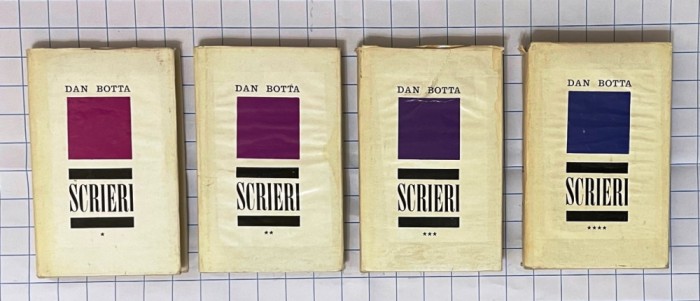 DAN BOTTA
SCRIERI
*
DAN BOTTA
SCRIERI
**
DAN BOTTA
SCRIERI
***
DAN BOTTA
SCRIERI
****